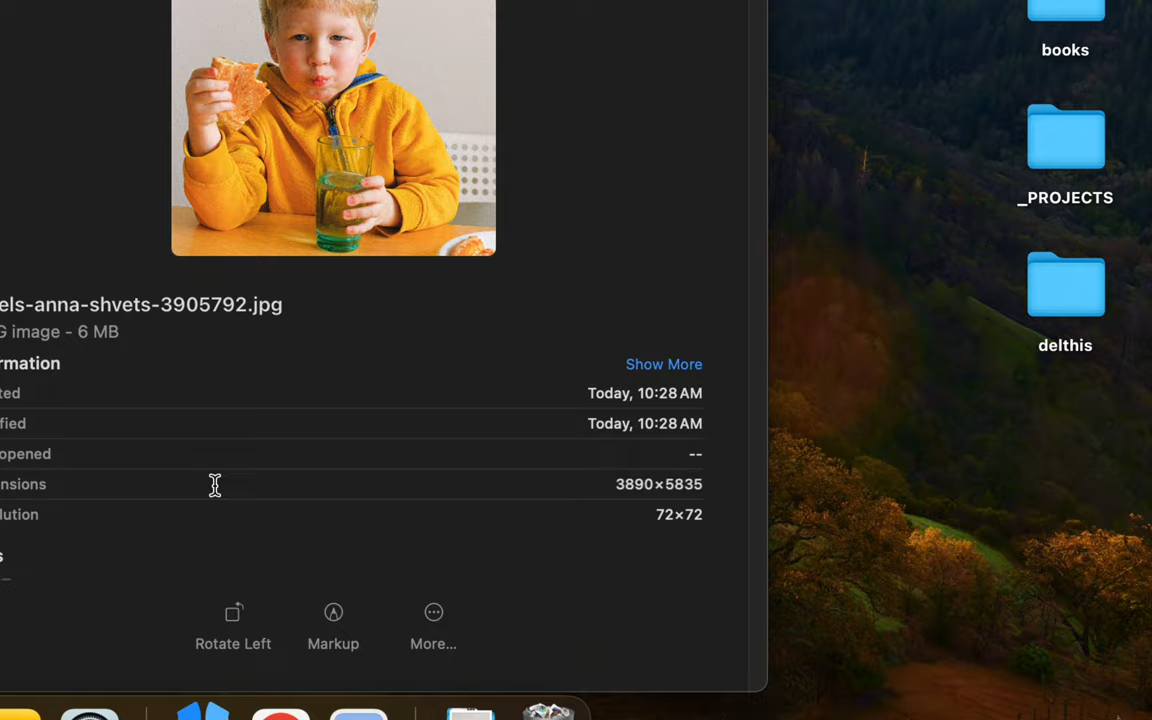 books
_PROJECTS
delthis
els-anna-shvets-3905792.jpg
G image - 6 MB
rmation Show More
ted Today, 10:28 AM
fied Today, 10:28 AM
opened --
nsions 3890×5835
lution 72×72
s
--
Rotate Left Markup More...